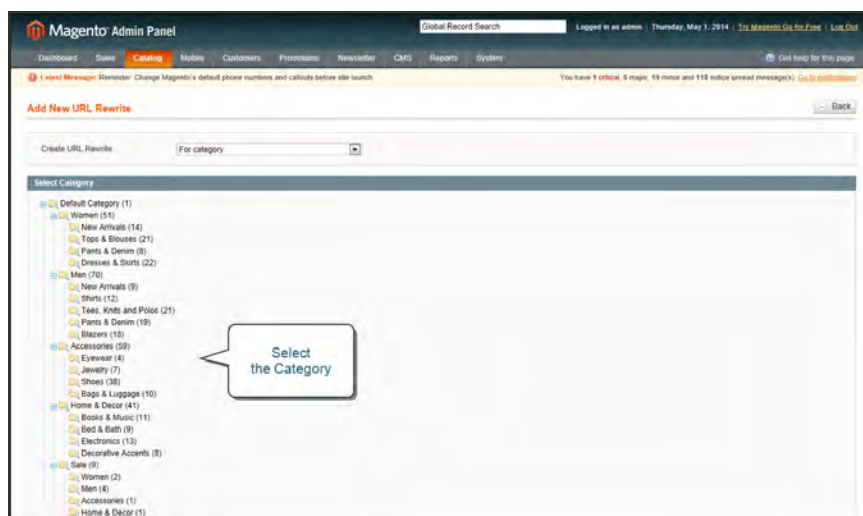 Magento Admin Panel
Global Record Search
Logged in as admin | Thursday, May 1, 2014 | Try Magento Go for Free | Log Out
Dashboard Sales Catalog Mobile Customers Promotions Newsletter CMS Reports System
Get help for this page
Latest Message: Reminder: Change Magento's default phone numbers and callouts before site launch
You have 1 critical, 5 major, 19 minor and 118 notice unread message(s). Go to notifications
Add New URL Rewrite
Back
Create URL Rewrite
For category
Select Category
Default Category (1)
Women (51)
New Arrivals (14)
Tops & Blouses (21)
Pants & Denim (8)
Dresses & Skirts (22)
Men (70)
New Arrivals (9)
Shirts (12)
Tees, Knits and Polos (21)
Pants & Denim (19)
Blazers (18)
Accessories (59)
Eyewear (4)
Jewelry (7)
Shoes (38)
Bags & Luggage (10)
Home & Decor (41)
Books & Music (11)
Bed & Bath (9)
Electronics (13)
Decorative Accents (8)
Sale (9)
Women (2)
Men (4)
Accessories (1)
Home & Decor (1)
Select
the Category